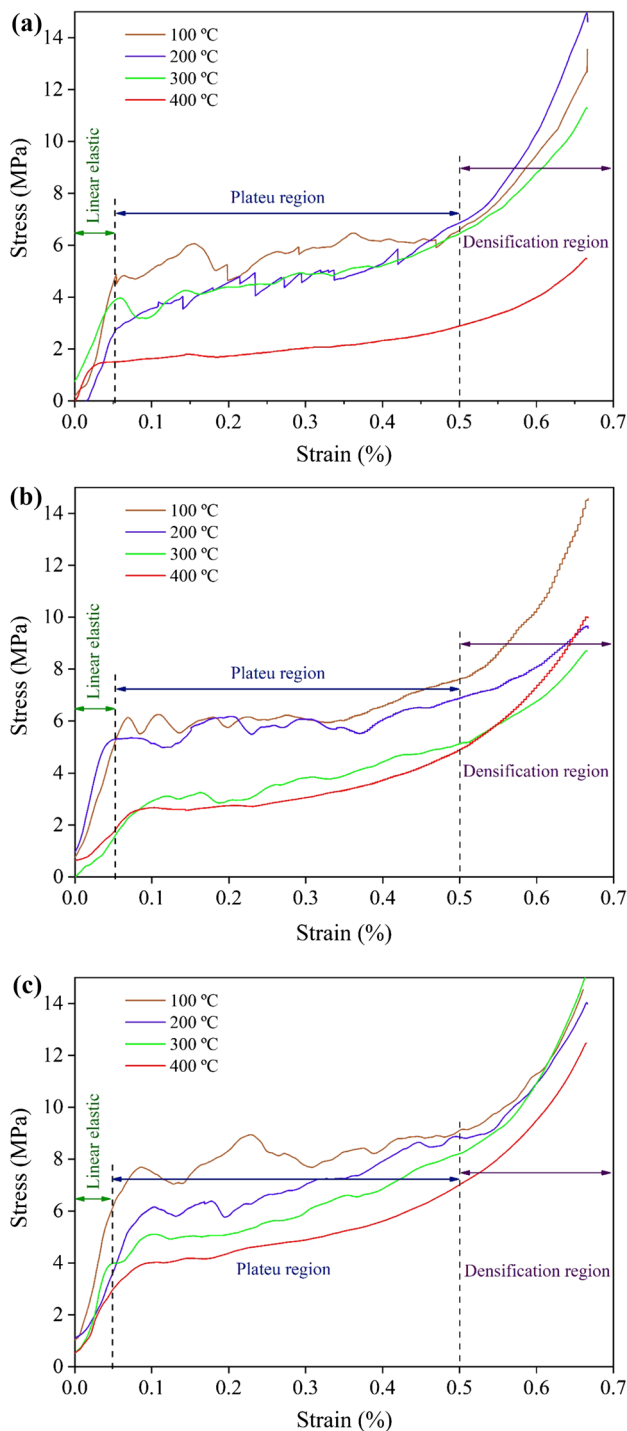 (a)
100 ºC
200 ºC
300 ºC
400 ºC
Linear elastic
Plateu region
Densification region
Stress (MPa)
14
12
10
8
6
4
2
0
0.0 0.1 0.2 0.3 0.4 0.5 0.6 0.7
Strain (%)
(b)
100 ºC
200 ºC
300 ºC
400 ºC
Linear elastic
Plateu region
Densification region
Stress (MPa)
14
12
10
8
6
4
2
0
0.0 0.1 0.2 0.3 0.4 0.5 0.6 0.7
Strain (%)
(c)
100 ºC
200 ºC
300 ºC
400 ºC
Linear elastic
Plateu region
Densification region
Stress (MPa)
14
12
10
8
6
4
2
0
0.0 0.1 0.2 0.3 0.4 0.5 0.6 0.7
Strain (%)